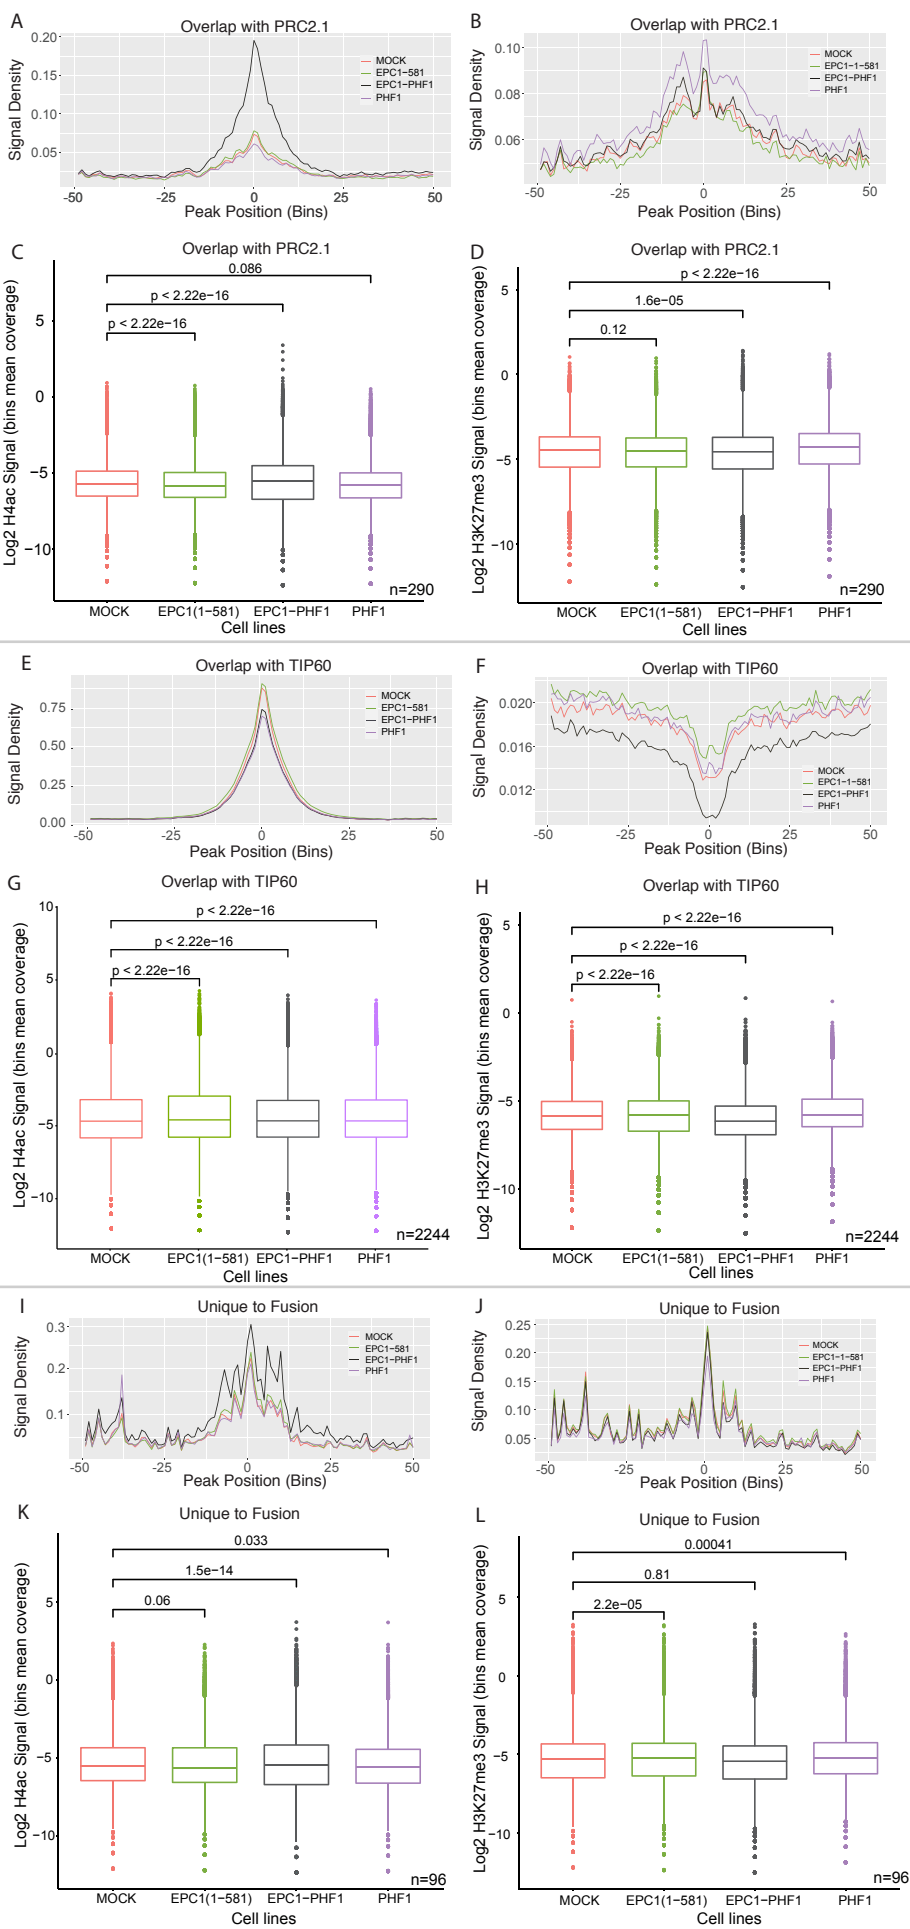 A
Overlap with PRC2.1
Signal Density
0.20
0.15
0.10
0.05
MOCK
EPC1-581
EPC1-PHF1
PHF1
-50
-25
0
25
50
Peak Position (Bins)
B
Overlap with PRC2.1
Signal Density
0.10
0.08
0.06
MOCK
EPC1-1-581
EPC1-PHF1
PHF1
-50
-25
0
25
50
Peak Position (Bins)
C
Overlap with PRC2.1
Log2 H4ac Signal (bins mean coverage)
5
0
-5
-10
0.086
p < 2.22e-16
p < 2.22e-16
n=290
MOCK
EPC1(1-581)
EPC1-PHF1
PHF1
Cell lines
D
Overlap with PRC2.1
Log2 H3K27me3 Signal (bins mean coverage)
5
0
-5
-10
p < 2.22e-16
1.6e-05
0.12
n=290
MOCK
EPC1(1-581)
EPC1-PHF1
PHF1
Cell lines
E
Overlap with TIP60
Signal Density
0.75
0.50
0.25
0.00
MOCK
EPC1-581
EPC1-PHF1
PHF1
-50
-25
0
25
50
Peak Position (Bins)
F
Overlap with TIP60
Signal Density
0.020
0.016
0.012
MOCK
EPC1-1-581
EPC1-PHF1
PHF1
-50
-25
0
25
50
Peak Position (Bins)
G
Overlap with TIP60
Log2 H4ac Signal (bins mean coverage)
10
5
0
-5
-10
p < 2.22e-16
p < 2.22e-16
p < 2.22e-16
n=2244
MOCK
EPC1(1-581)
EPC1-PHF1
PHF1
Cell lines
H
Overlap with TIP60
Log2 H3K27me3 Signal (bins mean coverage)
5
0
-5
-10
p < 2.22e-16
p < 2.22e-16
p < 2.22e-16
n=2244
MOCK
EPC1(1-581)
EPC1-PHF1
PHF1
Cell lines
I
Unique to Fusion
Signal Density
0.3
0.2
0.1
MOCK
EPC1-581
EPC1-PHF1
PHF1
-50
-25
0
25
50
Peak Position (Bins)
J
Unique to Fusion
Signal Density
0.25
0.20
0.15
0.10
0.05
MOCK
EPC1-1-581
EPC1-PHF1
PHF1
-50
-25
0
25
50
Peak Position (Bins)
K
Unique to Fusion
Log2 H4ac Signal (bins mean coverage)
5
0
-5
-10
0.033
1.5e-14
0.06
n=96
MOCK
EPC1(1-581)
EPC1-PHF1
PHF1
Cell lines
L
Unique to Fusion
Log2 H3K27me3 Signal (bins mean coverage)
5
0
-5
-10
0.00041
0.81
2.2e-05
n=96
MOCK
EPC1(1-581)
EPC1-PHF1
PHF1
Cell lines